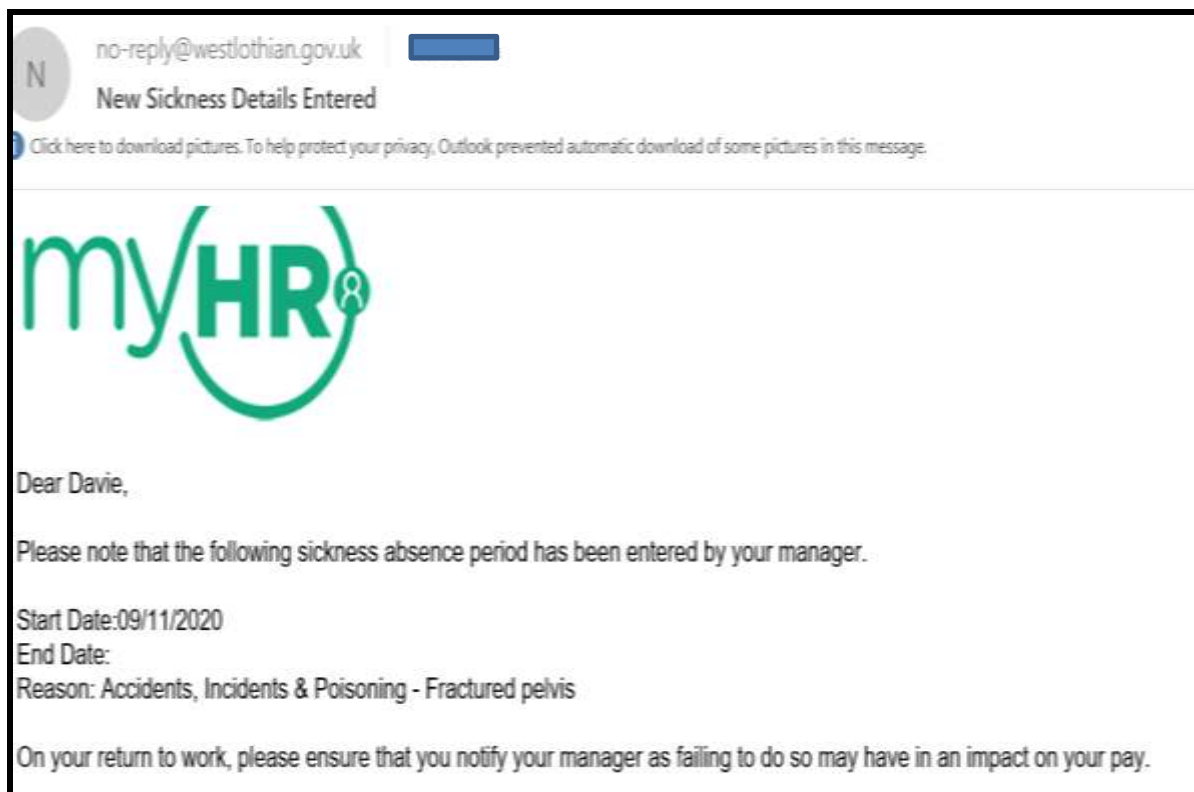 N
no-reply@westlothian.gov.uk
New Sickness Details Entered
Click here to download pictures. To help protect your privacy, Outlook prevented automatic download of some pictures in this message.
myHR
Dear Davie,
Please note that the following sickness absence period has been entered by your manager.
Start Date:09/11/2020
End Date:
Reason: Accidents, Incidents & Poisoning - Fractured pelvis
On your return to work, please ensure that you notify your manager as failing to do so may have in an impact on your pay.